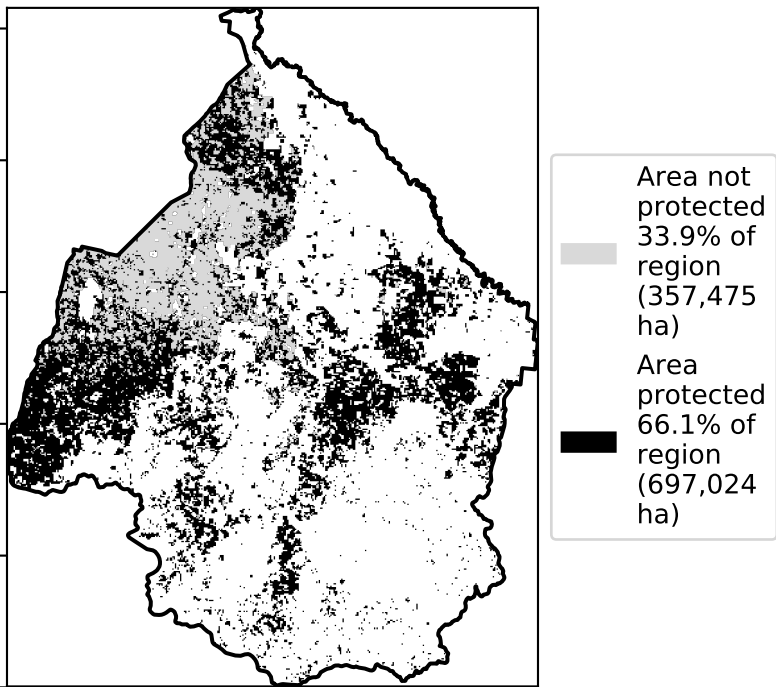 Area not
protected
33.9% of
region
(357,475
ha)
Area
protected
66.1% of
region
(697,024
ha)